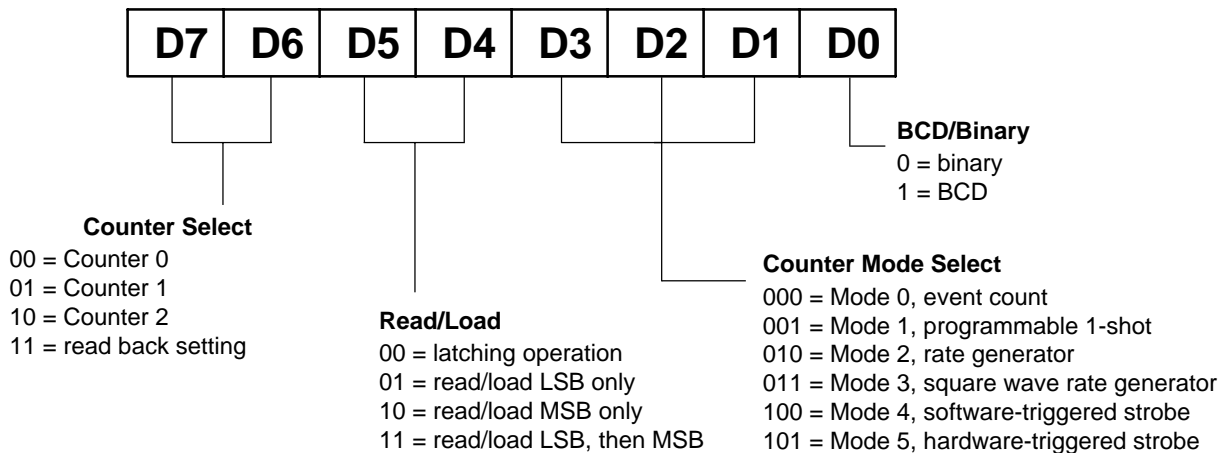 D7 D6 D5 D4 D3 D2 D1 D0
BCD/Binary
0 = binary
1 = BCD
Counter Select
00 = Counter 0
01 = Counter 1
10 = Counter 2
11 = read back setting
Read/Load
00 = latching operation
01 = read/load LSB only
10 = read/load MSB only
11 = read/load LSB, then MSB
Counter Mode Select
000 = Mode 0, event count
001 = Mode 1, programmable 1-shot
010 = Mode 2, rate generator
011 = Mode 3, square wave rate generator
100 = Mode 4, software-triggered strobe
101 = Mode 5, hardware-triggered strobe